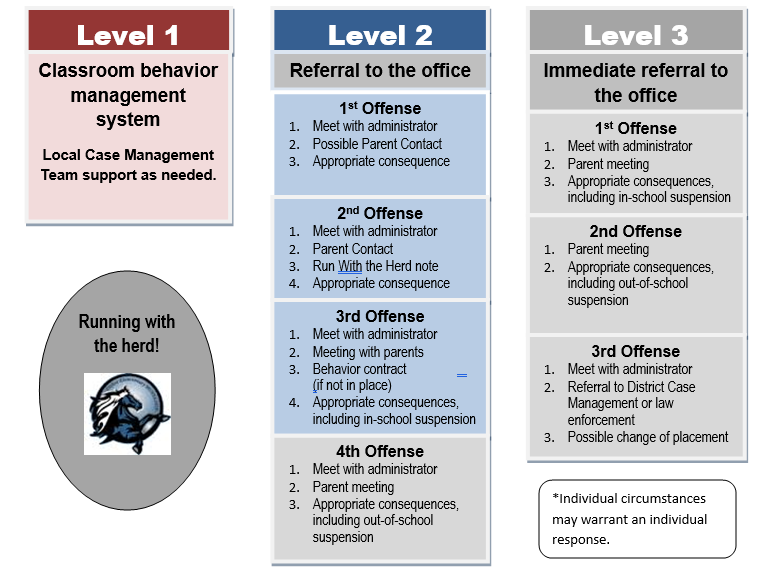 Level 1
Classroom behavior
management
system
Local Case Management
Team support as needed.
Running with
the herd!
Level 2
Referral to the office
1st Offense
1. Meet with administrator
2. Possible Parent Contact
3. Appropriate consequence
2nd Offense
1. Meet with administrator
2. Parent Contact
3. Run With the Herd note
4. Appropriate consequence
3rd Offense
1. Meet with administrator
2. Meeting with parents
3. Behavior contract
(if not in place)
4. Appropriate consequences,
including in-school suspension
4th Offense
1. Meet with administrator
2. Parent meeting
3. Appropriate consequences,
including out-of-school
suspension
Level 3
Immediate referral to
the office
1st Offense
1. Meet with administrator
2. Parent meeting
3. Appropriate consequences,
including in-school suspension
2nd Offense
1. Parent meeting
2. Appropriate consequences,
including out-of-school
suspension
3rd Offense
1. Meet with administrator
2. Referral to District Case
Management or law
enforcement
3. Possible change of placement
*Individual circumstances
may warrant an individual
response.